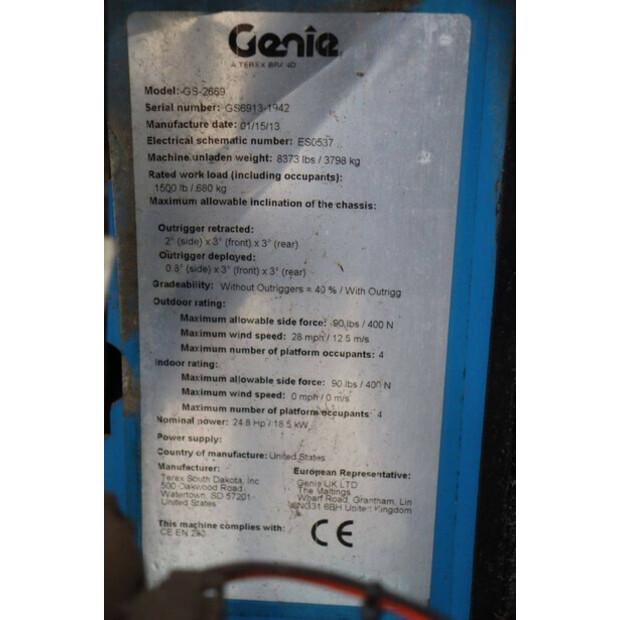 Genie
A TEREX BRAND
Model: GS-2669
Serial number: GS6913-1942
Manufacture date: 01/15/13
Electrical schematic number: ES0537
Machine unladen weight: 8373 lbs / 3798 kg
Rated work load (including occupants):
1500 lb / 680 kg
Maximum allowable inclination of the chassis:
Outrigger retracted:
2° (side) x 3° (front) x 3° (rear)
Outrigger deployed:
0.8° (side) x 3° (front) x 3° (rear)
Gradeability: Without Outriggers = 40 % / With Outrigg
Outdoor rating:
Maximum allowable side force: 90 lbs / 400 N
Maximum wind speed: 28 mph / 12.5 m/s
Maximum number of platform occupants: 4
Indoor rating:
Maximum allowable side force: 90 lbs / 400 N
Maximum wind speed: 0 mph / 0 m/s
Maximum number of platform occupants: 4
Nominal power: 24.8 Hp / 18.5 kW
Power supply:
Country of manufacture: United States
Manufacturer:
Terex South Dakota, Inc
500 Oakwood Road
Watertown, SD 57201
United States
European Representative:
Genie UK LTD
The Maltings
Wharf Road, Grantham, Lin
NG31 6BH United Kingdom
This machine complies with:
CE EN 280
CE